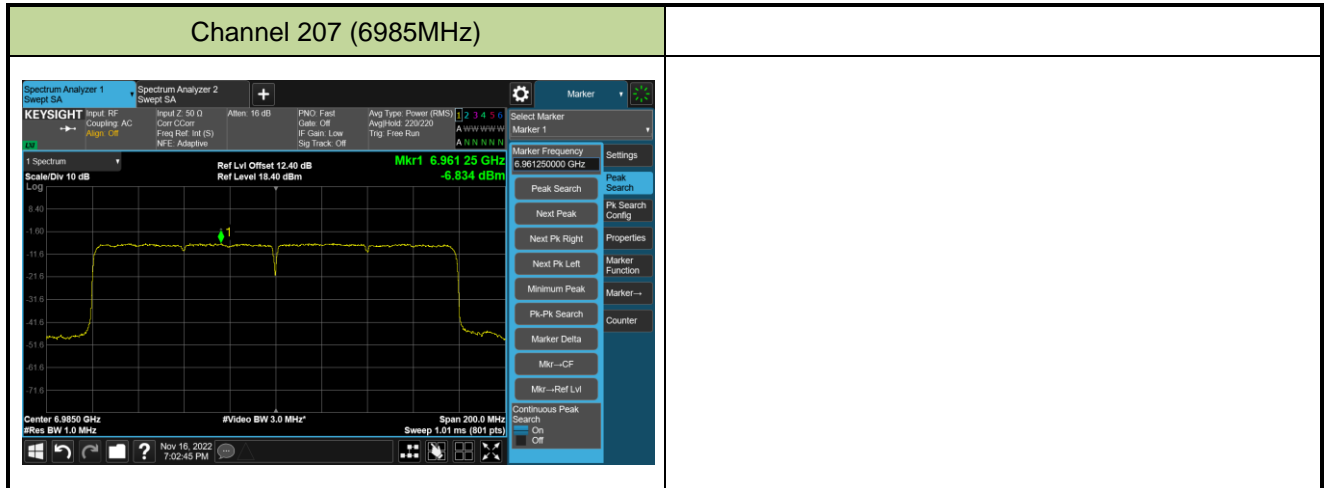 Channel 207 (6985MHz)
Spectrum Analyzer 1
Swept SA
Spectrum Analyzer 2
Swept SA
+
Marker
KEYSIGHT
Input: RF
Coupling: AC
Align: Off
Input Z: 50 Ω
Corr CCorr
Freq Ref: Int (S)
NFE: Adaptive
Atten: 16 dB
PNO: Fast
Gate: Off
IF Gain: Low
Sig Track: Off
Avg Type: Power (RMS)
Avg|Hold: 220/220
Trig: Free Run
1 2 3 4 5 6
A W W W W W
A N N N N N
Select Marker
Marker 1
LXI
1 Spectrum
Scale/Div 10 dB
Log
Ref Lvl Offset 12.40 dB
Ref Level 18.40 dBm
Mkr1 6.961 25 GHz
-6.834 dBm
8.40
-1.60
-11.6
-21.6
-31.6
-41.6
-51.6
-61.6
-71.6
1
Center 6.9850 GHz
#Res BW 1.0 MHz
#Video BW 3.0 MHz*
Span 200.0 MHz
Sweep 1.01 ms (801 pts)
Marker Frequency
6.961250000 GHz
Peak Search
Next Peak
Next Pk Right
Next Pk Left
Minimum Peak
Pk-Pk Search
Marker Delta
Mkr→CF
Mkr→Ref Lvl
Continuous Peak
Search
On
Off
Settings
Peak
Search
Pk Search
Config
Properties
Marker
Function
Marker→
Counter
?
Nov 16, 2022
7:02:45 PM